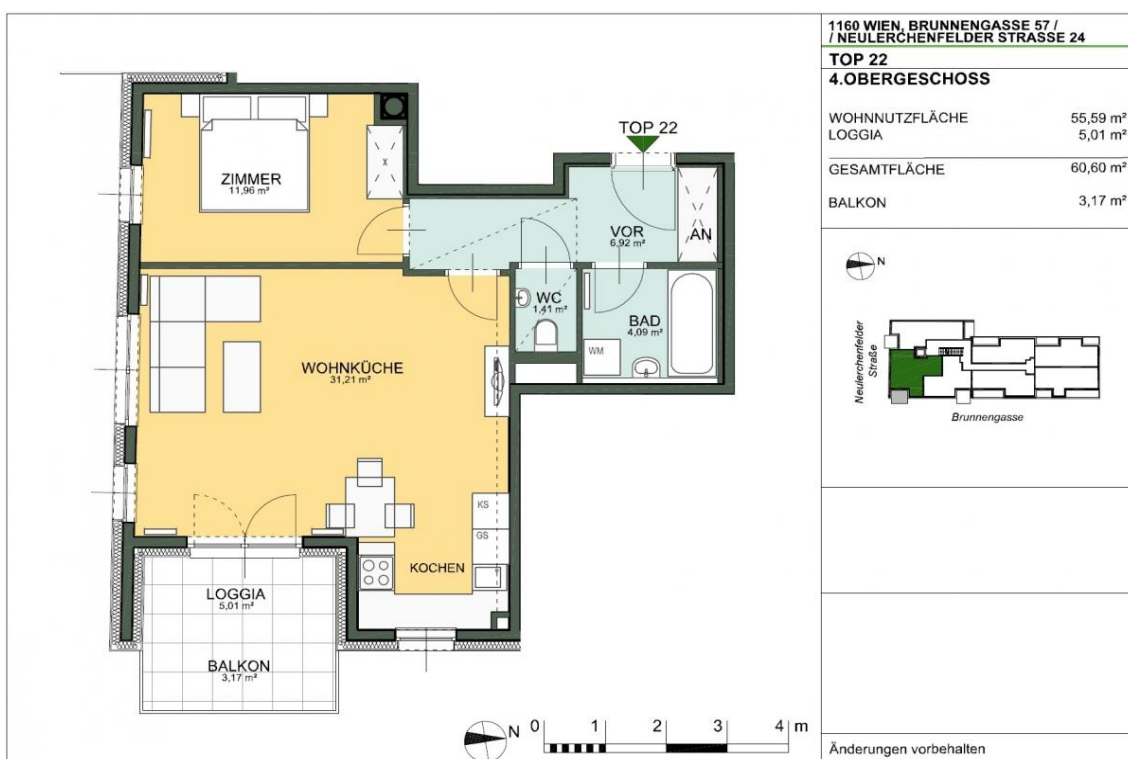 TOP 22
ZIMMER
11,96 m²
X
VOR
6,92 m²
AN
WC
1,41 m²
BAD
4,09 m²
WM
WOHNKÜCHE
31,21 m²
KS
GS
KOCHEN
LOGGIA
5,01 m²
BALKON
3,17 m²
N
0 1 2 3 4 m
1160 WIEN, BRUNNENGASSE 57 /
/ NEULERCHENFELDER STRASSE 24
TOP 22
4.OBERGESCHOSS
WOHNNUTZFLÄCHE 55,59 m²
LOGGIA 5,01 m²
GESAMTFLÄCHE 60,60 m²
BALKON 3,17 m²
N
Neulerchenfelder
Straße
Brunnengasse
Änderungen vorbehalten